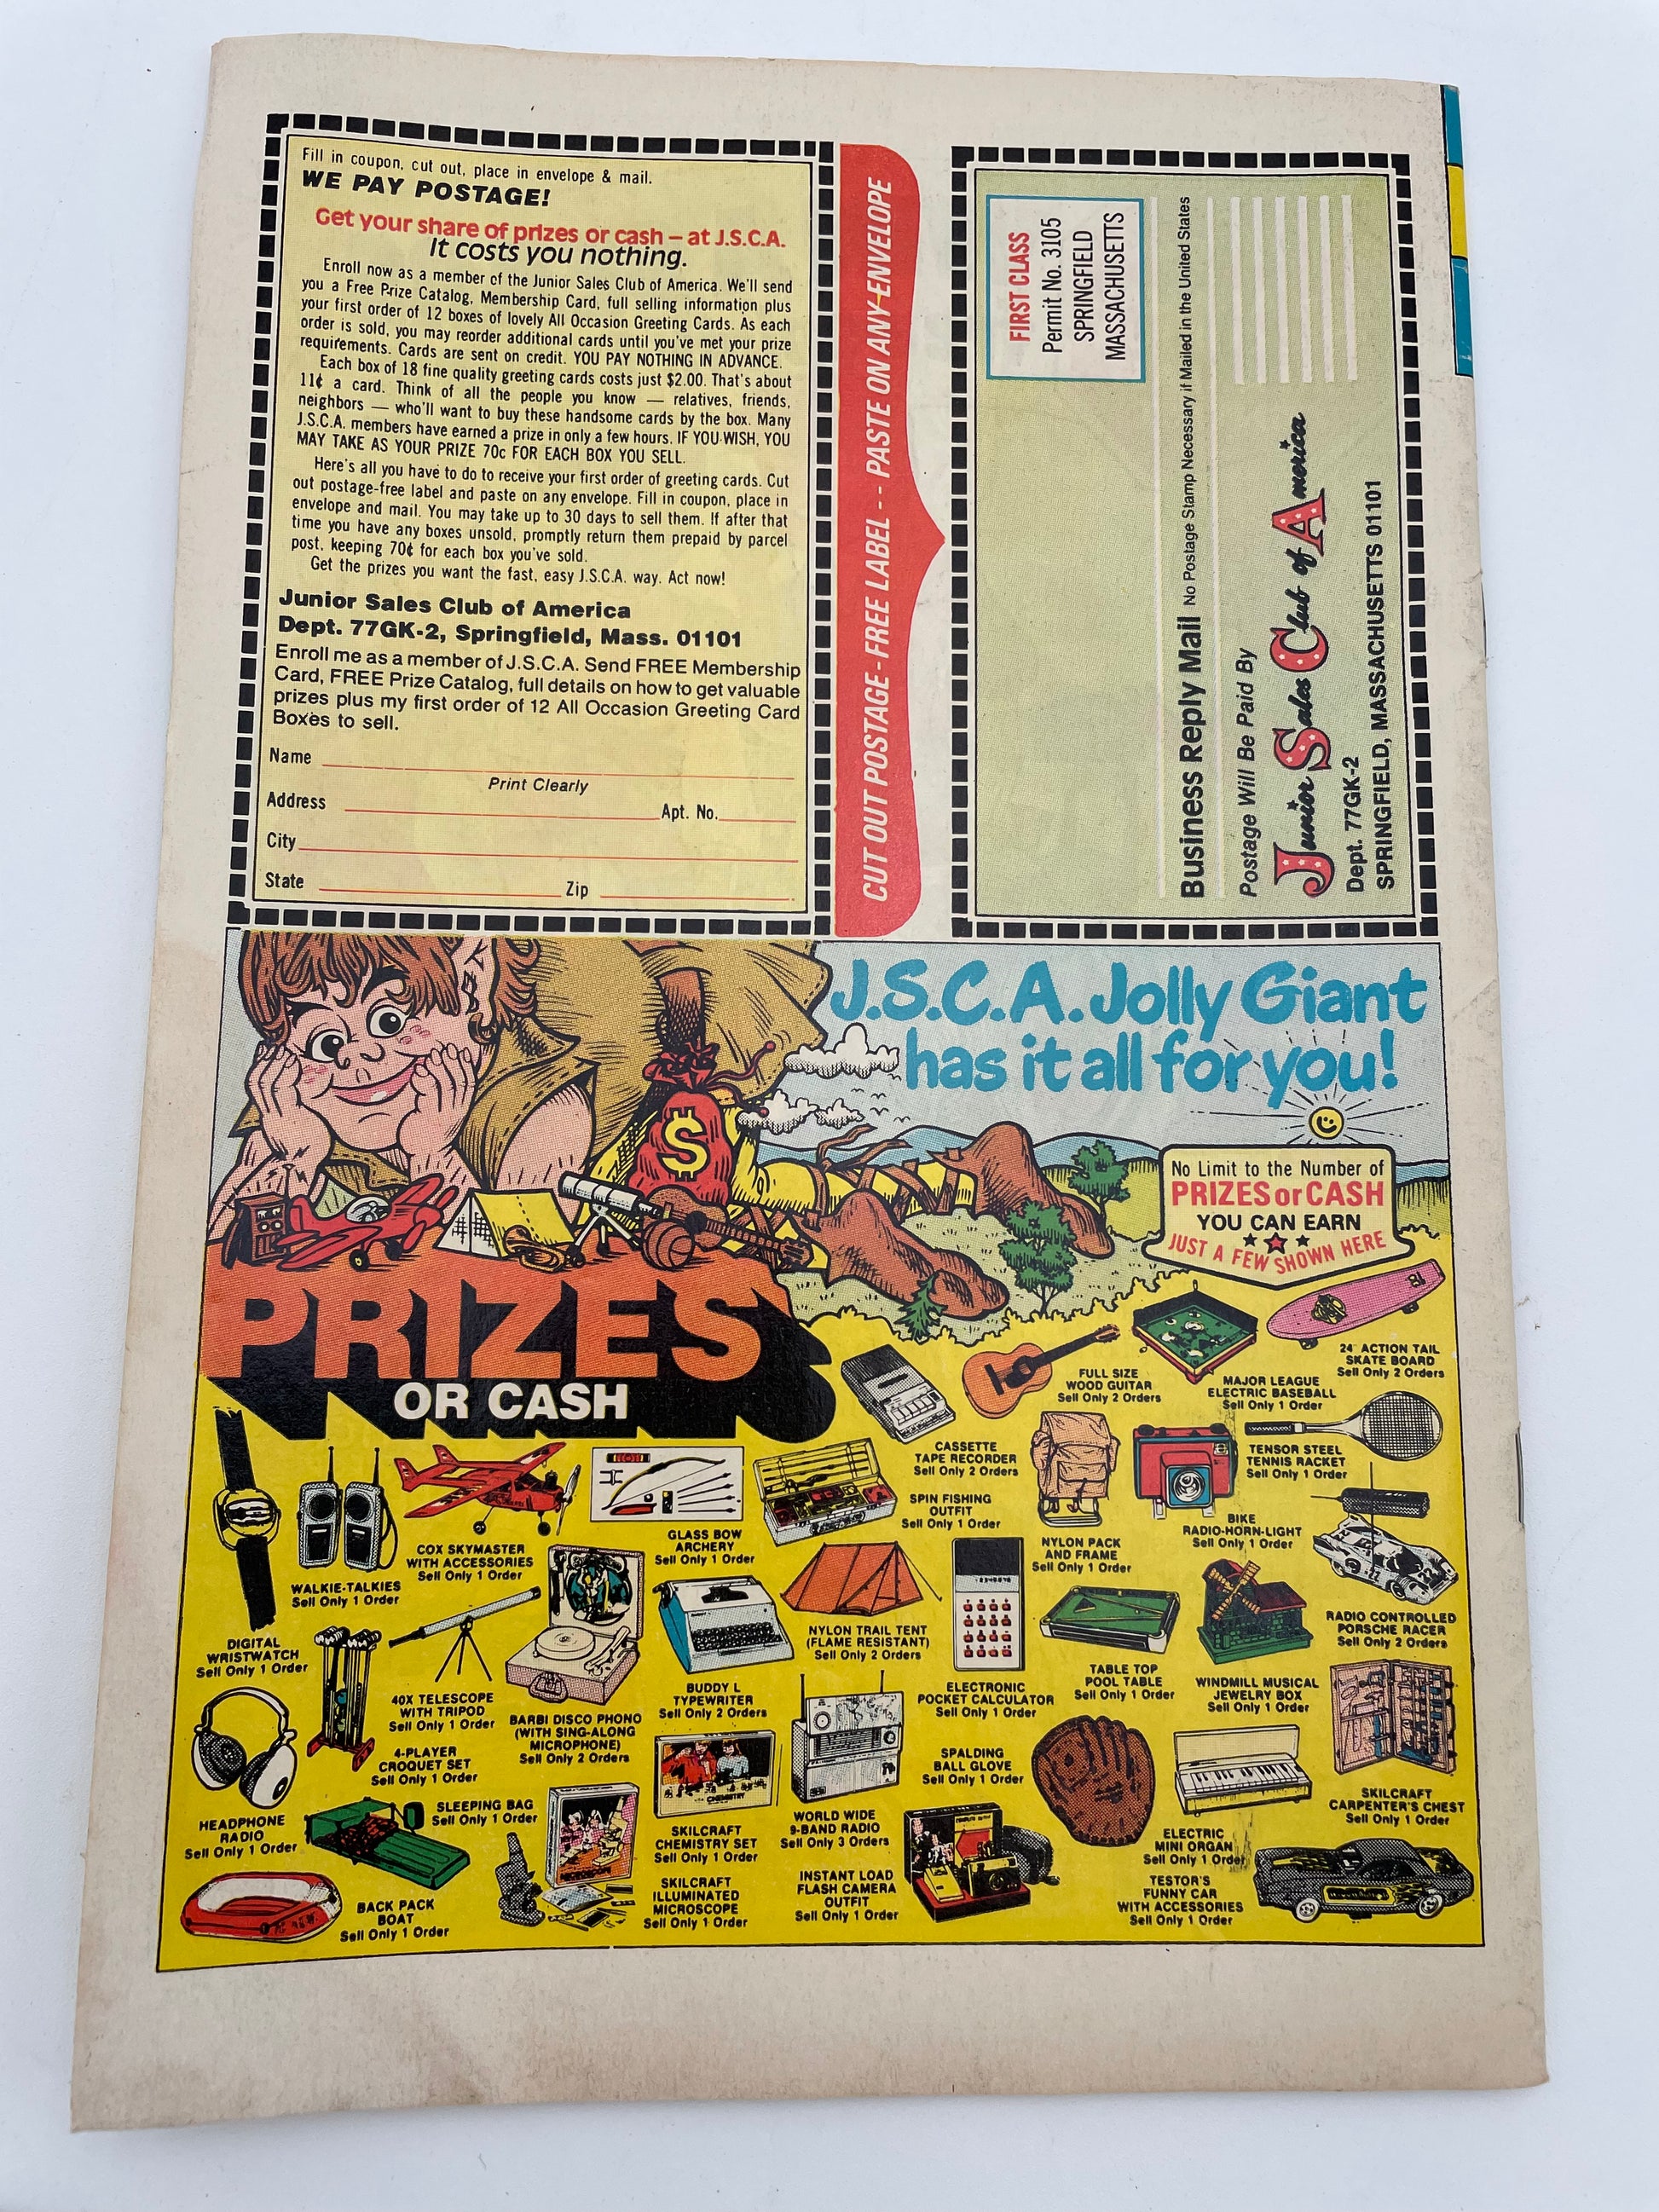 Fill in coupon, cut out, place in envelope & mail.
WE PAY POSTAGE!
Get your share of prizes or cash – at J.S.C.A.
It costs you nothing.
Enroll now as a member of the Junior Sales Club of America. We'll send
you a Free Prize Catalog, Membership Card, full selling information plus
your first order of 12 boxes of lovely All Occasion Greeting Cards. As each
order is sold, you may reorder additional cards until you've met your prize
requirements. Cards are sent on credit. YOU PAY NOTHING IN ADVANCE.
Each box of 18 fine quality greeting cards costs just $2.00. That's about
11¢ a card. Think of all the people you know — relatives, friends,
neighbors — who'll want to buy these handsome cards by the box. Many
J.S.C.A. members have earned a prize in only a few hours. IF YOU WISH, YOU
MAY TAKE AS YOUR PRIZE 70c FOR EACH BOX YOU SELL.
Here's all you have to do to receive your first order of greeting cards. Cut
out postage-free label and paste on any envelope. Fill in coupon, place in
envelope and mail. You may take up to 30 days to sell them. If after that
time you have any boxes unsold, promptly return them prepaid by parcel
post, keeping 70¢ for each box you've sold.
Get the prizes you want the fast, easy J.S.C.A. way. Act now!
Junior Sales Club of America
Dept. 77GK-2, Springfield, Mass. 01101
Enroll me as a member of J.S.C.A. Send FREE Membership
Card, FREE Prize Catalog, full details on how to get valuable
prizes plus my first order of 12 All Occasion Greeting Card
Boxes to sell.
Name
Print Clearly
Address Apt. No.
City
State Zip
CUT OUT POSTAGE-FREE LABEL -- PASTE ON ANY ENVELOPE
FIRST CLASS
Permit No. 3105
SPRINGFIELD
MASSACHUSETTS
Business Reply Mail No Postage Stamp Necessary if Mailed in the United States
Postage Will Be Paid By
Junior Sales Club of America
Dept. 77GK-2
SPRINGFIELD, MASSACHUSETTS 01101
J.S.C.A. Jolly Giant
has it all for you!
$
No Limit to the Number of
PRIZES or CASH
YOU CAN EARN
JUST A FEW SHOWN HERE
PRIZES
OR CASH
24" ACTION TAIL
SKATE BOARD
Sell Only 2 Orders
FULL SIZE
WOOD GUITAR
Sell Only 2 Orders
MAJOR LEAGUE
ELECTRIC BASEBALL
Sell Only 1 Order
CASSETTE
TAPE RECORDER
Sell Only 2 Orders
TENSOR STEEL
TENNIS RACKET
Sell Only 1 Order
SPIN FISHING
OUTFIT
Sell Only 1 Order
GLASS BOW
ARCHERY
Sell Only 1 Order
COX SKYMASTER
WITH ACCESSORIES
Sell Only 1 Order
WALKIE-TALKIES
Sell Only 1 Order
NYLON PACK
AND FRAME
Sell Only 1 Order
BIKE
RADIO-HORN-LIGHT
Sell Only 1 Order
DIGITAL
WRISTWATCH
Sell Only 1 Order
NYLON TRAIL TENT
(FLAME RESISTANT)
Sell Only 2 Orders
RADIO CONTROLLED
PORSCHE RACER
Sell Only 2 Orders
40X TELESCOPE
WITH TRIPOD
Sell Only 1 Order
BUDDY L
TYPEWRITER
Sell Only 2 Orders
ELECTRONIC
POCKET CALCULATOR
Sell Only 1 Order
TABLE TOP
POOL TABLE
Sell Only 1 Order
WINDMILL MUSICAL
JEWELRY BOX
Sell Only 1 Order
BARBI DISCO PHONO
(WITH SING-ALONG
MICROPHONE)
Sell Only 2 Orders
4-PLAYER
CROQUET SET
Sell Only 1 Order
SPALDING
BALL GLOVE
Sell Only 1 Order
HEADPHONE
RADIO
Sell Only 1 Order
SLEEPING BAG
Sell Only 1 Order
CHEMISTRY
SKILCRAFT
CHEMISTRY SET
Sell Only 1 Order
WORLD WIDE
9-BAND RADIO
Sell Only 3 Orders
SKILCRAFT
CARPENTER'S CHEST
Sell Only 1 Order
ELECTRIC
MINI ORGAN
Sell Only 1 Order
MICROSCOPE
BACK PACK
BOAT
Sell Only 1 Order
SKILCRAFT
ILLUMINATED
MICROSCOPE
Sell Only 1 Order
INSTANT LOAD
FLASH CAMERA
OUTFIT
Sell Only 1 Order
TESTOR'S
FUNNY CAR
WITH ACCESSORIES
Sell Only 1 Order